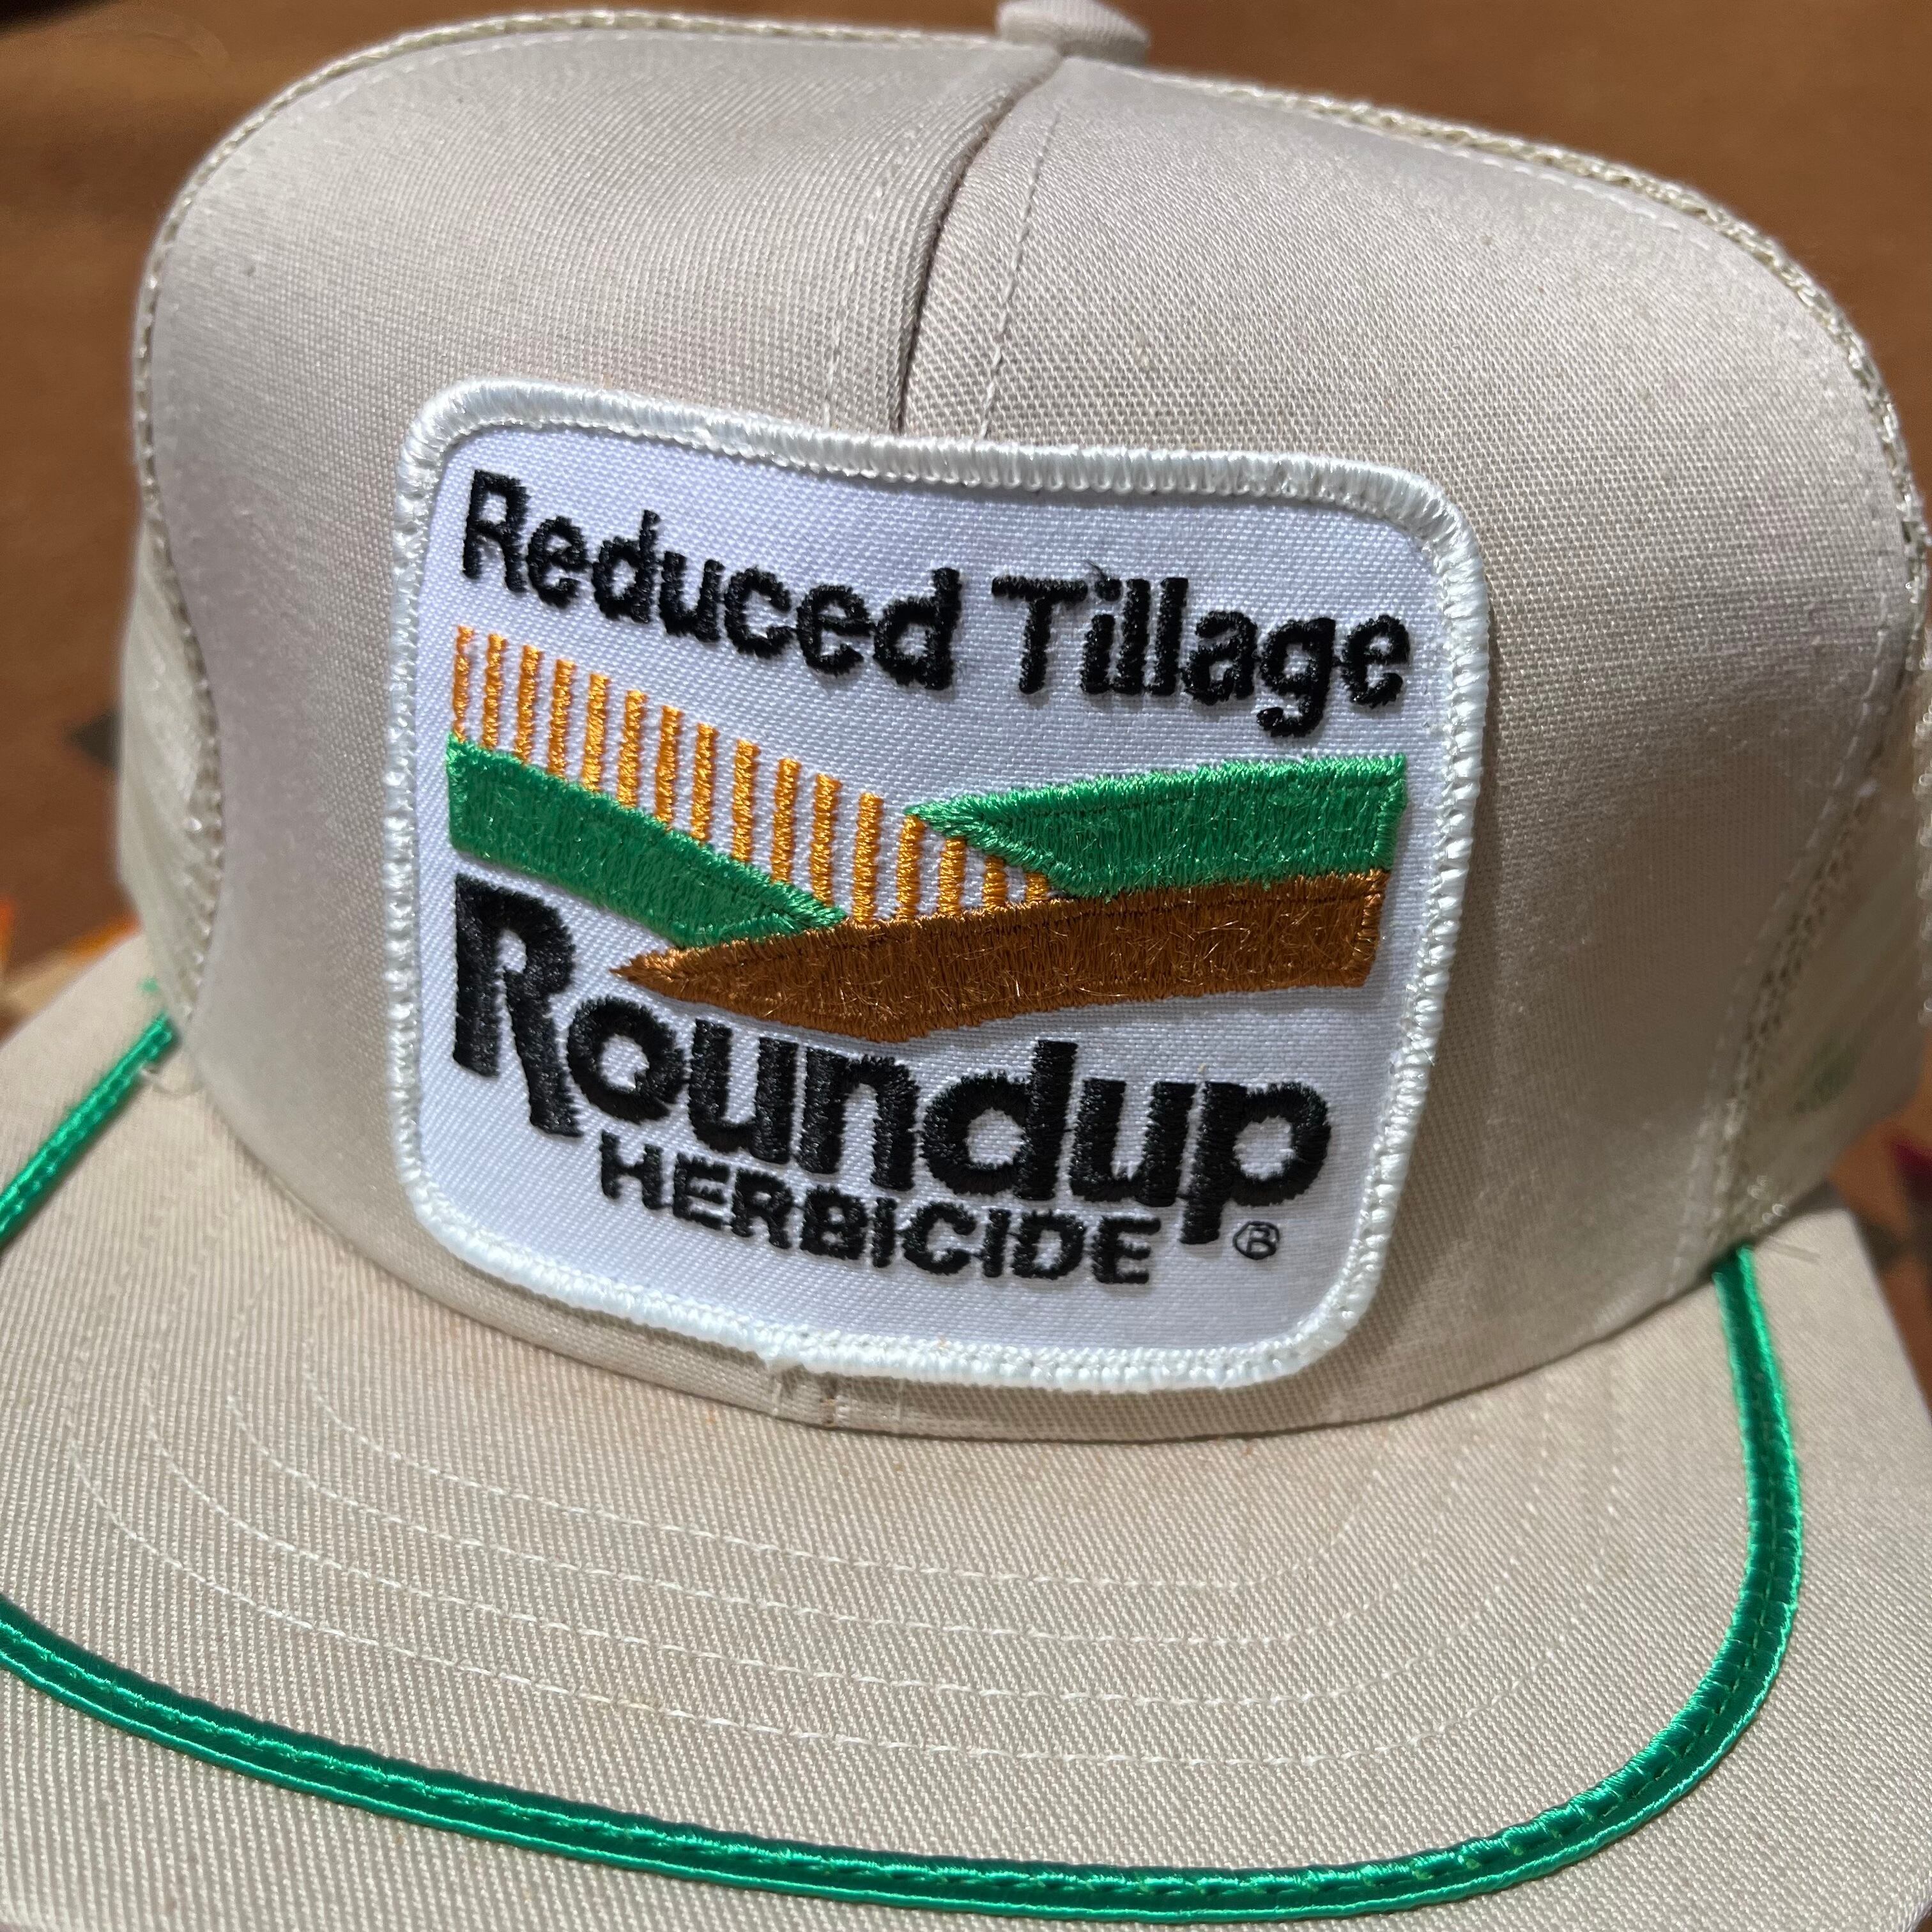 Reduced Tillage
Roundup
HERBICIDE ®